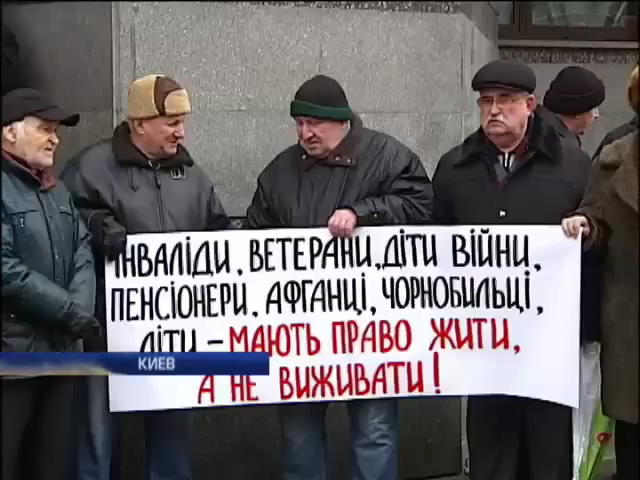 ІНВАЛІДИ, ВЕТЕРАНИ, ДІТИ ВІЙНИ,
ПЕНСІОНЕРИ, АФГАНЦІ, ЧОРНОБИЛЬЦІ,
ДІТИ – МАЮТЬ ПРАВО ЖИТИ,
А НЕ ВИЖИВАТИ!
КИЕВ